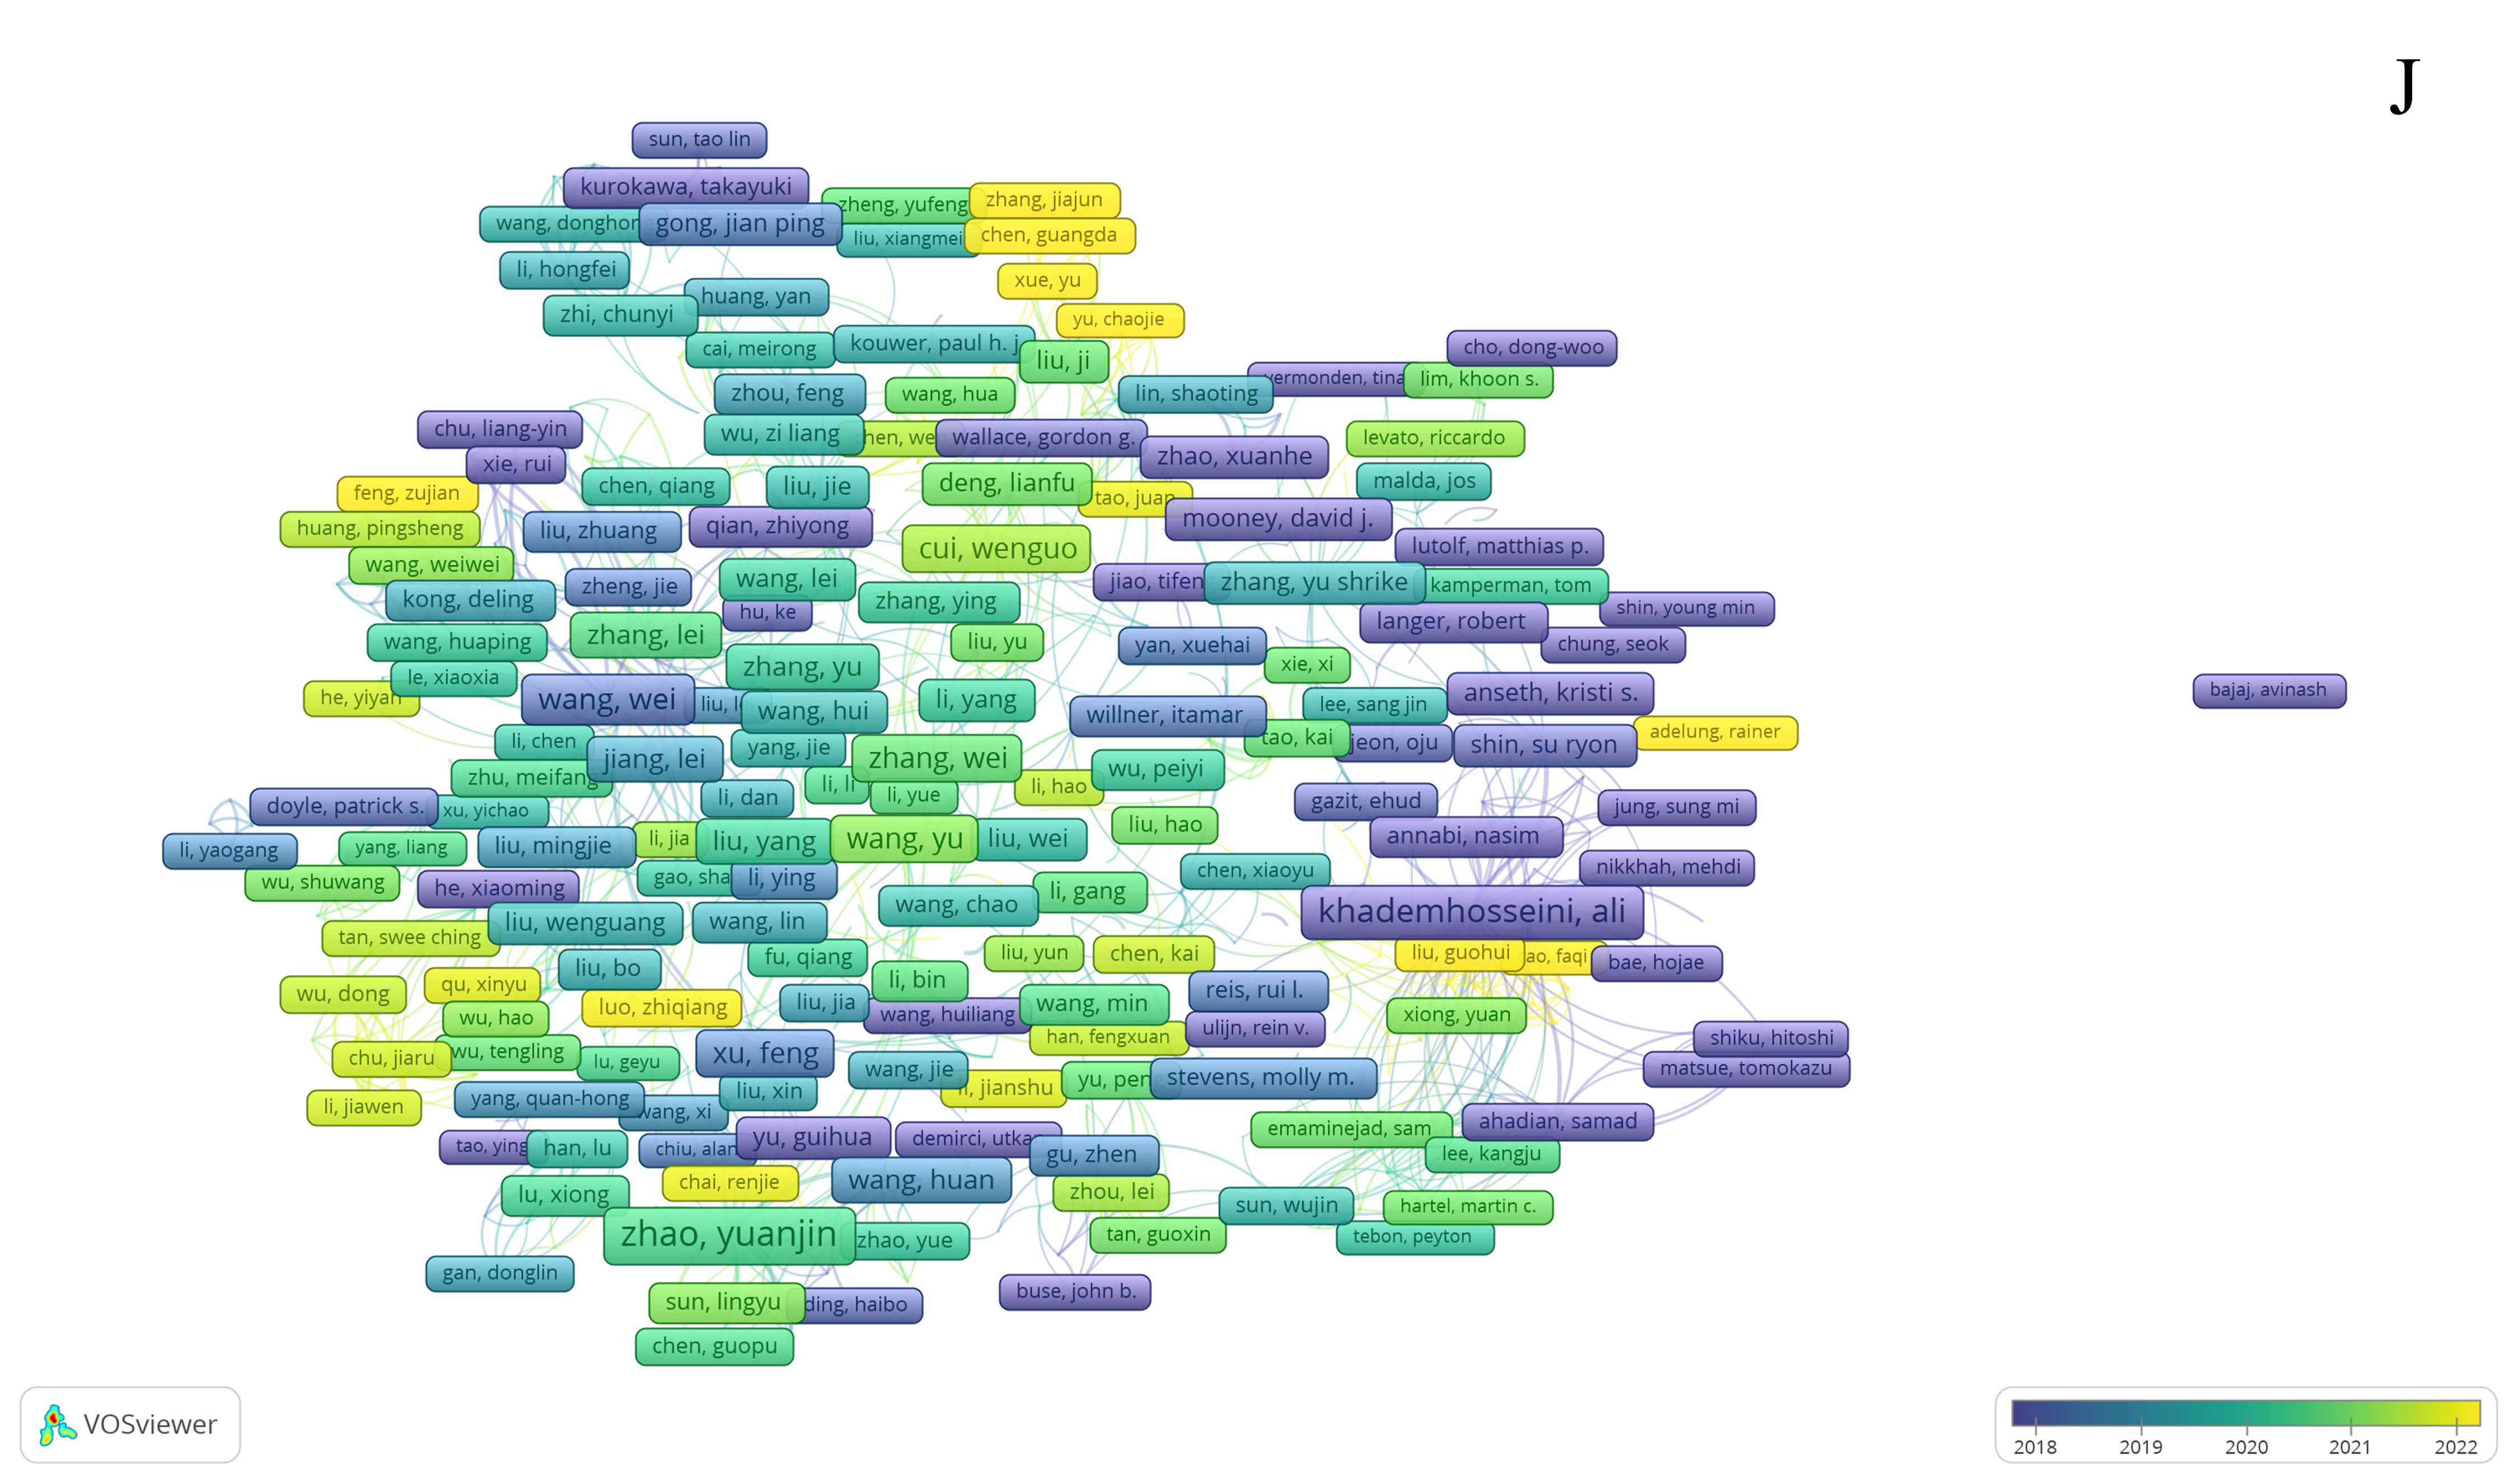 J
sun, tao lin
kurokawa, takayuki
zheng, yufeng
zhang, jiajun
wang, donghon
gong, jian ping
liu, xiangmei
chen, guangda
li, hongfei
xue, yu
huang, yan
zhi, chunyi
yu, chaojie
cai, meirong
kouwer, paul h. j
liu, ji
cho, dong-woo
vermonden, tina
lim, khoon s.
zhou, feng
wang, hua
lin, shaoting
chu, liang-yin
wu, zi liang
hen, we
wallace, gordon g.
levato, riccardo
xie, rui
zhao, xuanhe
feng, zujian
chen, qiang
liu, jie
deng, lianfu
tao, juan
malda, jos
huang, pingsheng
liu, zhuang
qian, zhiyong
mooney, david j.
cui, wenguo
lutolf, matthias p.
wang, weiwei
zheng, jie
wang, lei
jiao, tifen
zhang, yu shrike
kamperman, tom
kong, deling
hu, ke
zhang, ying
shin, young min
langer, robert
wang, huaping
zhang, lei
liu, yu
yan, xuehai
chung, seok
le, xiaoxia
zhang, yu
xie, xi
he, yiyan
wang, wei
liu, l
wang, hui
li, yang
willner, itamar
lee, sang jin
anseth, kristi s.
bajaj, avinash
li, chen
jiang, lei
yang, jie
zhang, wei
tao, kai
jeon, oju
shin, su ryon
adelung, rainer
zhu, meifang
li, dan
li, li
li, yue
li, hao
wu, peiyi
gazit, ehud
jung, sung mi
doyle, patrick s.
xu, yichao
liu, hao
annabi, nasim
li, yaogang
yang, liang
liu, mingjie
li, jia
liu, yang
wang, yu
liu, wei
wu, shuwang
he, xiaoming
gao, sha
li, ying
li, gang
chen, xiaoyu
nikkhah, mehdi
tan, swee ching
liu, wenguang
wang, lin
wang, chao
khademhosseini, ali
liu, bo
fu, qiang
liu, yun
chen, kai
liu, guohui
ao, faqi
bae, hojae
wu, dong
qu, xinyu
luo, zhiqiang
liu, jia
li, bin
wang, min
reis, rui l.
wu, hao
wang, huiliang
han, fengxuan
ulijn, rein v.
xiong, yuan
shiku, hitoshi
chu, jiaru
wu, tengling
lu, geyu
xu, feng
wang, jie
li, jianshu
yu, pen
stevens, molly m.
matsue, tomokazu
li, jiawen
yang, quan-hong
wang, xi
liu, xin
tao, ying
han, lu
chiu, alan
yu, guihua
demirci, utka
gu, zhen
emaminejad, sam
ahadian, samad
lee, kangju
lu, xiong
chai, renjie
wang, huan
zhou, lei
sun, wujin
hartel, martin c.
zhao, yuanjin
zhao, yue
tan, guoxin
tebon, peyton
gan, donglin
sun, lingyu
ding, haibo
buse, john b.
chen, guopu
VOSviewer
2018 2019 2020 2021 2022